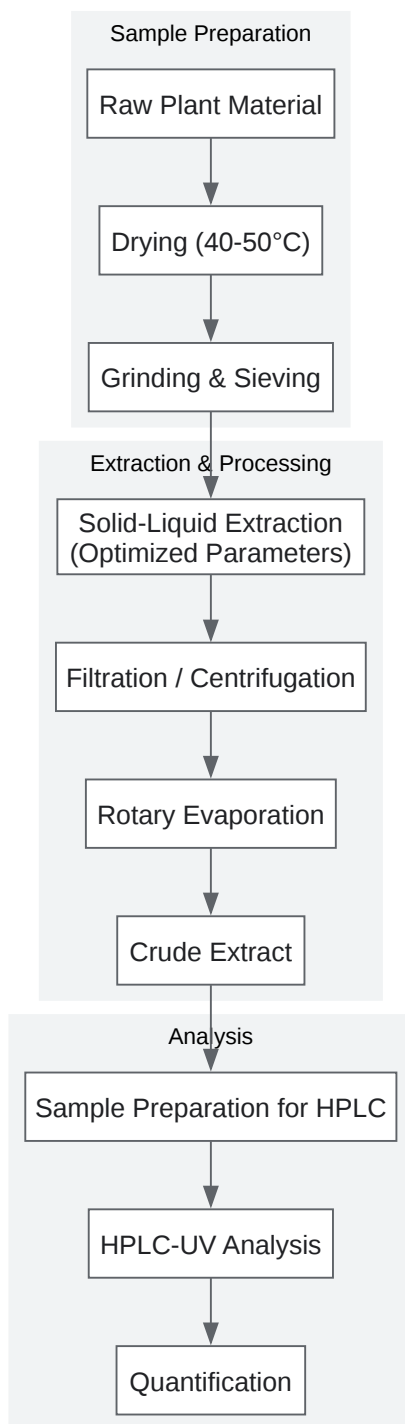 Sample Preparation
Raw Plant Material
Drying (40-50°C)
Grinding & Sieving
Extraction & Processing
Solid-Liquid Extraction
(Optimized Parameters)
Filtration / Centrifugation
Rotary Evaporation
Crude Extract
Analysis
Sample Preparation for HPLC
HPLC-UV Analysis
Quantification